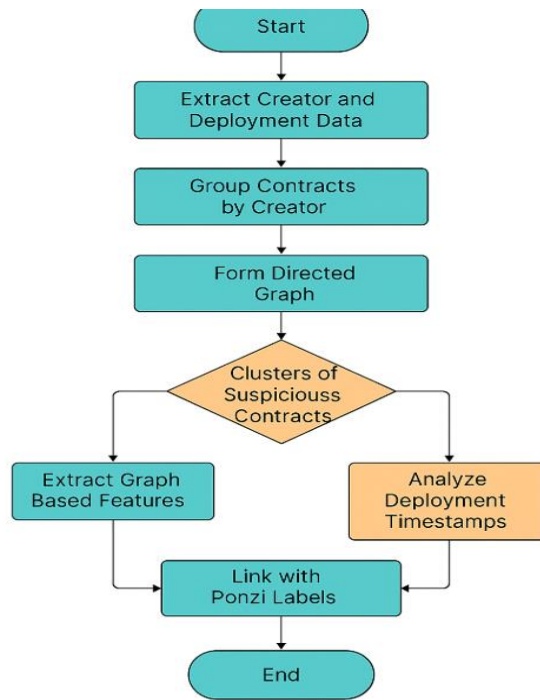 Start
Extract Creator and
Deployment Data
Group Contracts
by Creator
Form Directed
Graph
Clusters of
Suspiciouss
Contracts
Extract Graph
Based Features
Analyze
Deployment
Timestamps
Link with
Ponzi Labels
End